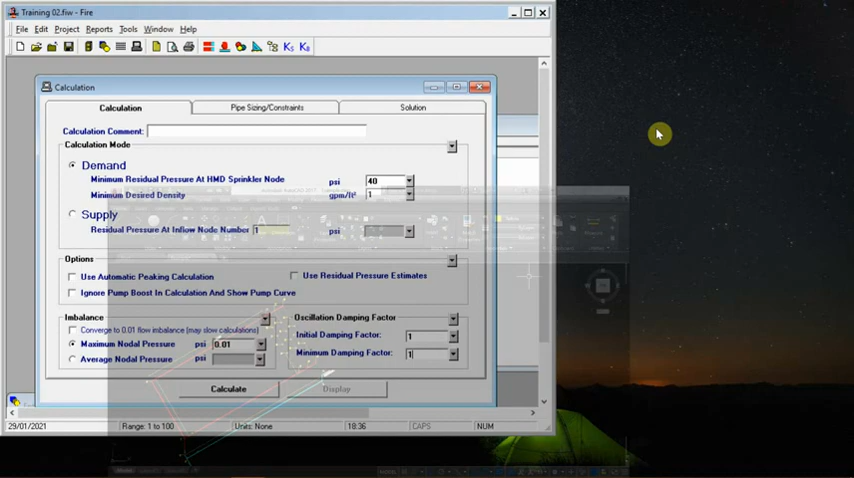 Training 02.fiw - Fire
File Edit Project Reports Tools Window Help
Ks K8
Calculation
Calculation Pipe Sizing/Constraints Solution
Calculation Comment:
Calculation Mode
Demand
Minimum Residual Pressure At HMD Sprinkler Node psi 40
Minimum Desired Density gpm/ft² 1
Supply
Residual Pressure At Inflow Node Number 1 psi
Options
Use Automatic Peaking Calculation Use Residual Pressure Estimates
Ignore Pump Boost In Calculation And Show Pump Curve
Imbalance Oscillation Damping Factor
Converge to 0.01 flow imbalance (may slow calculations) Initial Damping Factor: 1
Maximum Nodal Pressure psi 0.01
Minimum Damping Factor: 1
Average Nodal Pressure psi
Calculate Display
29/01/2021 Range: 1 to 100 Units: None 18:36 CAPS NUM